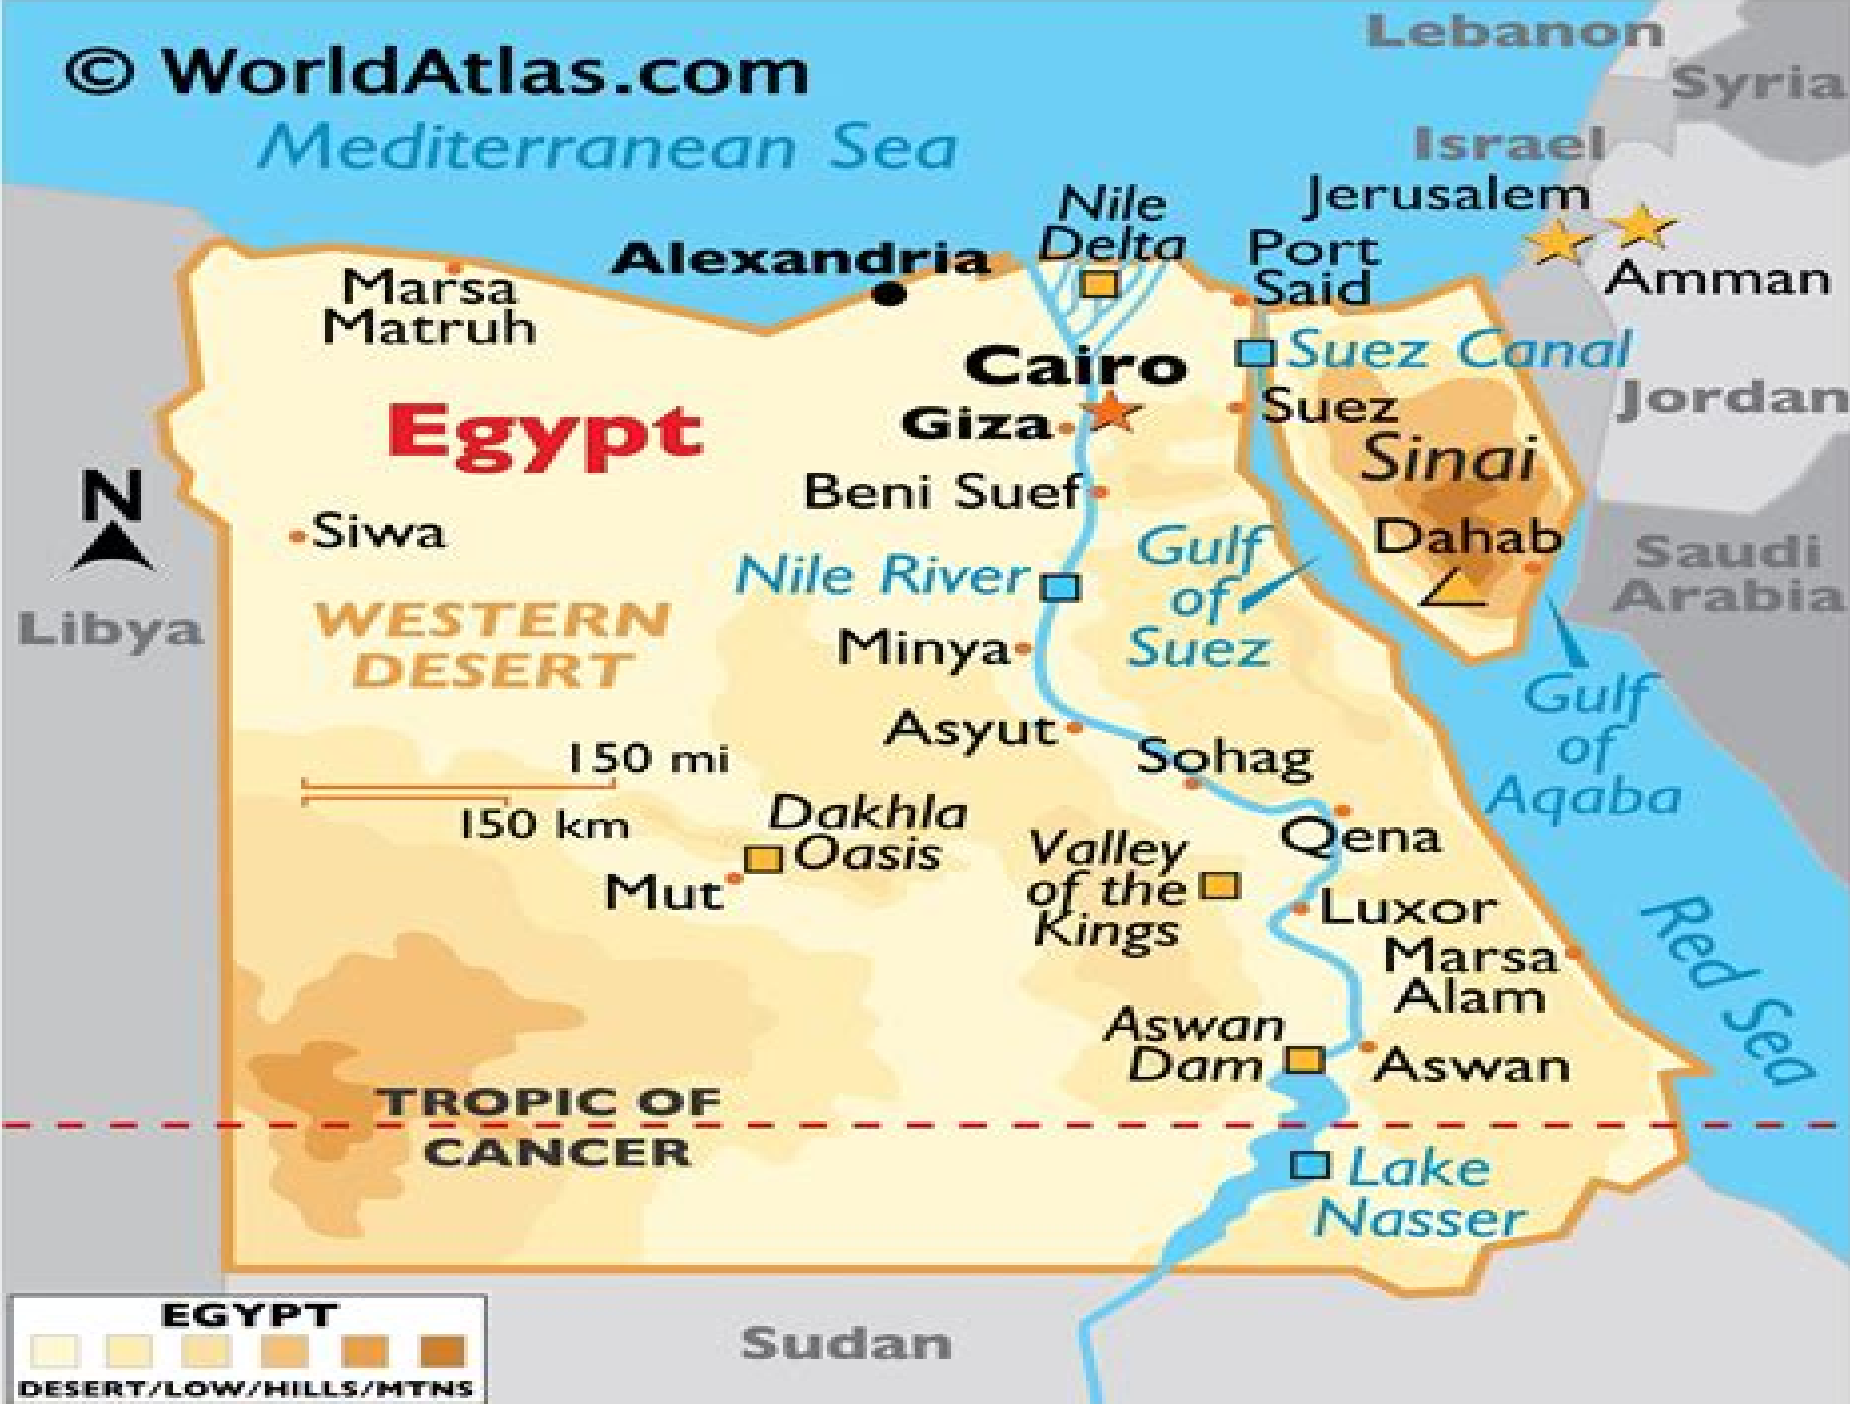 © WorldAtlas.com
Mediterranean Sea
Lebanon
Syria
Israel
Jerusalem
Amman
Nile
Delta
Port
Said
Alexandria
Marsa
Matruh
Suez Canal
Cairo
Jordan
Suez
Giza
Egypt
Sinai
Beni Suef
N
Siwa
Dahab
Gulf
of
Suez
Saudi
Arabia
Nile River
Libya
WESTERN
DESERT
Minya
Gulf
of
Aqaba
Asyut
Sohag
150 mi
150 km
Dakhla
Oasis
Mut
Qena
Valley
of the
Kings
Luxor
Red Sea
Marsa
Alam
Aswan
Dam
Aswan
TROPIC OF
CANCER
Lake
Nasser
Sudan
EGYPT
DESERT/LOW/HILLS/MTNS